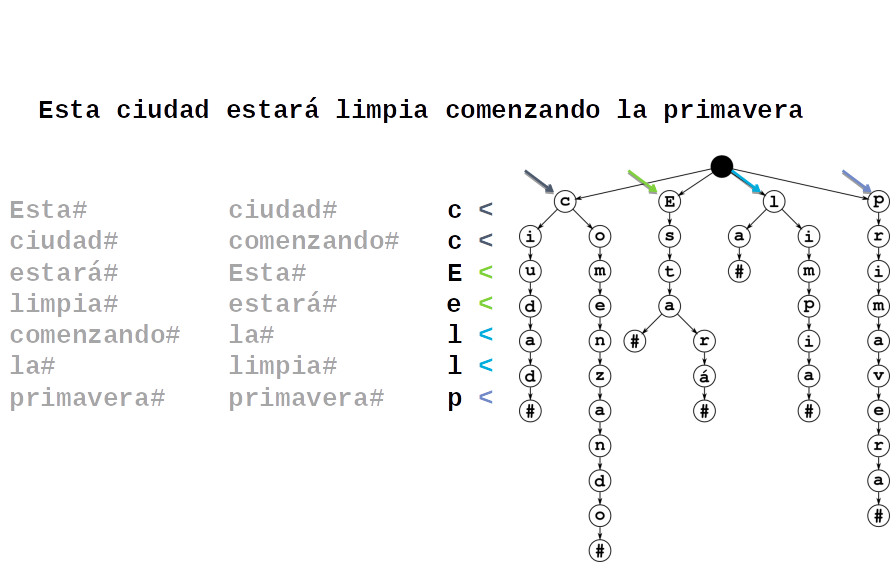 Esta ciudad estará limpia comenzando la primavera
Esta# ciudad# c <
ciudad# comenzando# c <
estará# Esta# E <
limpia# estará# e <
comenzando# la# l <
la# limpia# l <
primavera# primavera# p <
c E l p
i o s a i r
u m t # m i
d e a p m
a n # r i a
d z á a v
# a # # e
n r
d a
o #
#